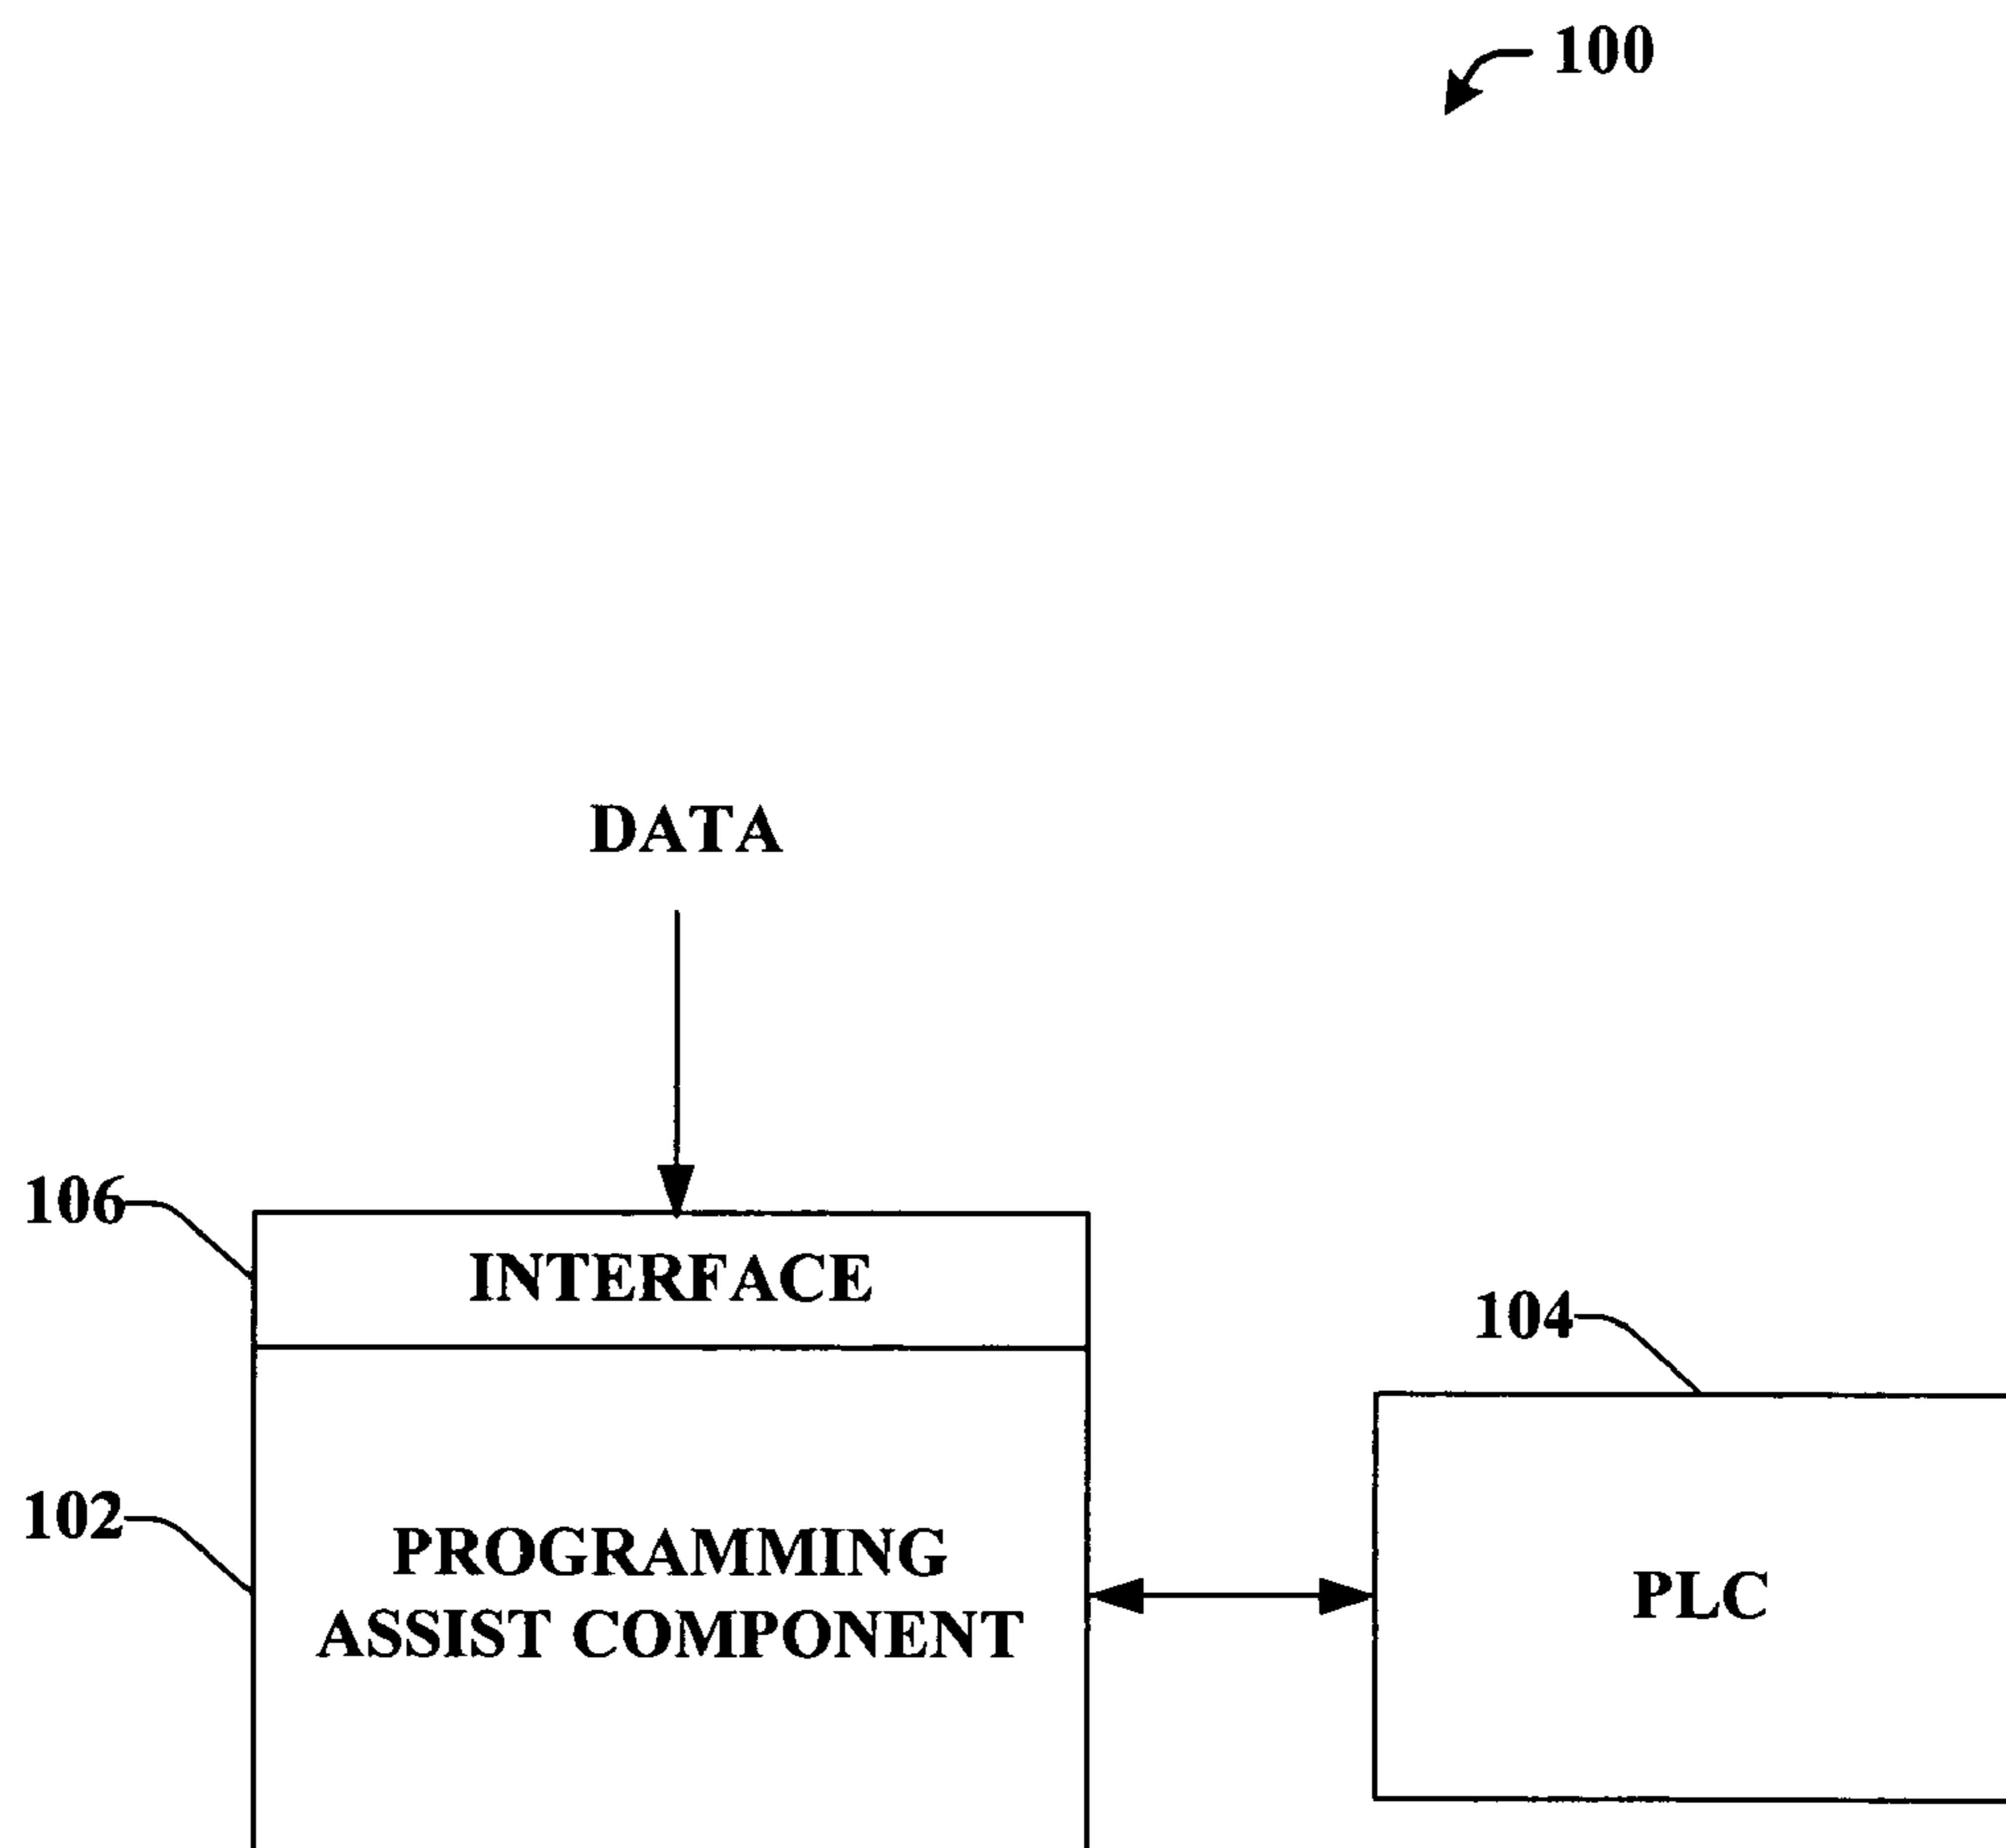 100
DATA
106
INTERFACE
104
102
PROGRAMMING
ASSIST COMPONENT
PLC